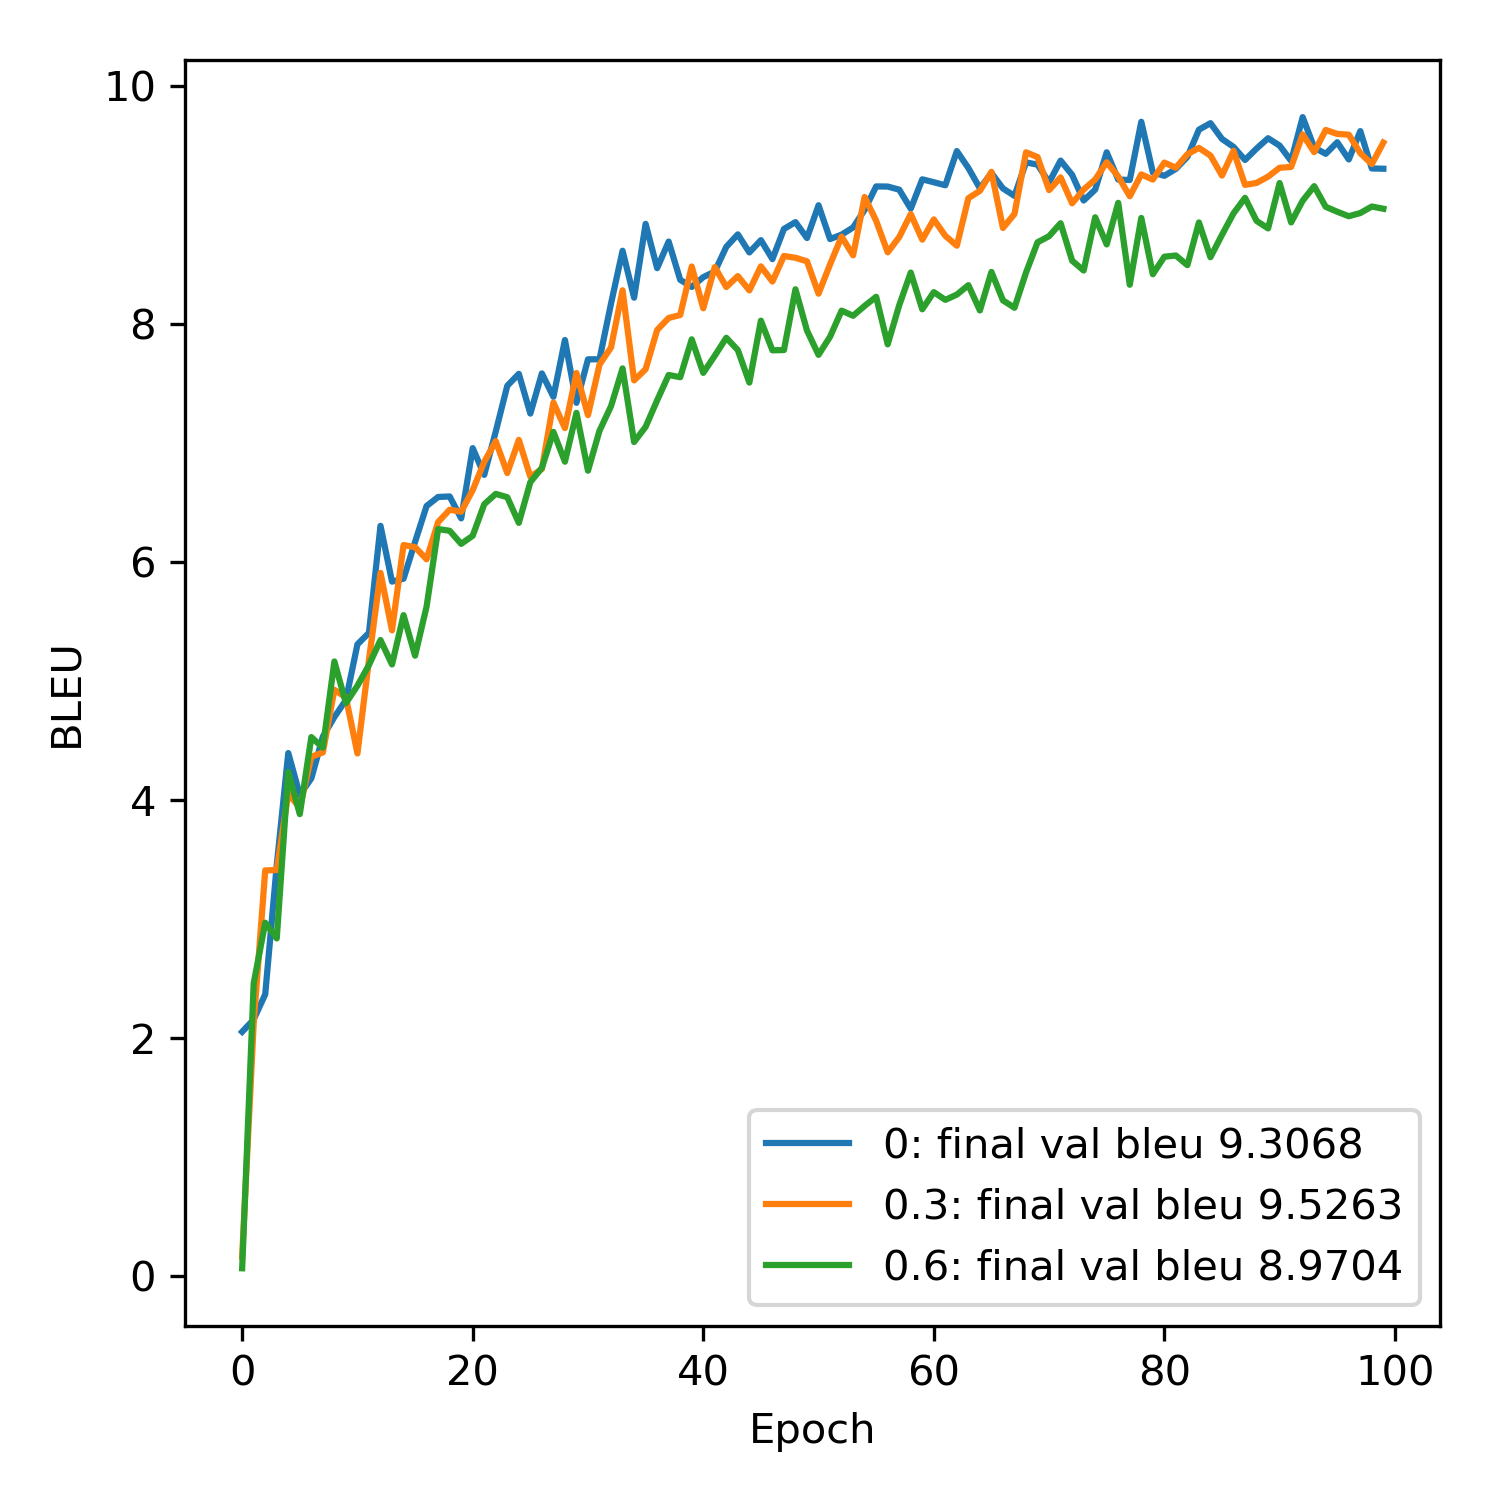 10
8
6
4
2
0
BLEU
0: final val bleu 9.3068
0.3: final val bleu 9.5263
0.6: final val bleu 8.9704
0 20 40 60 80 100
Epoch